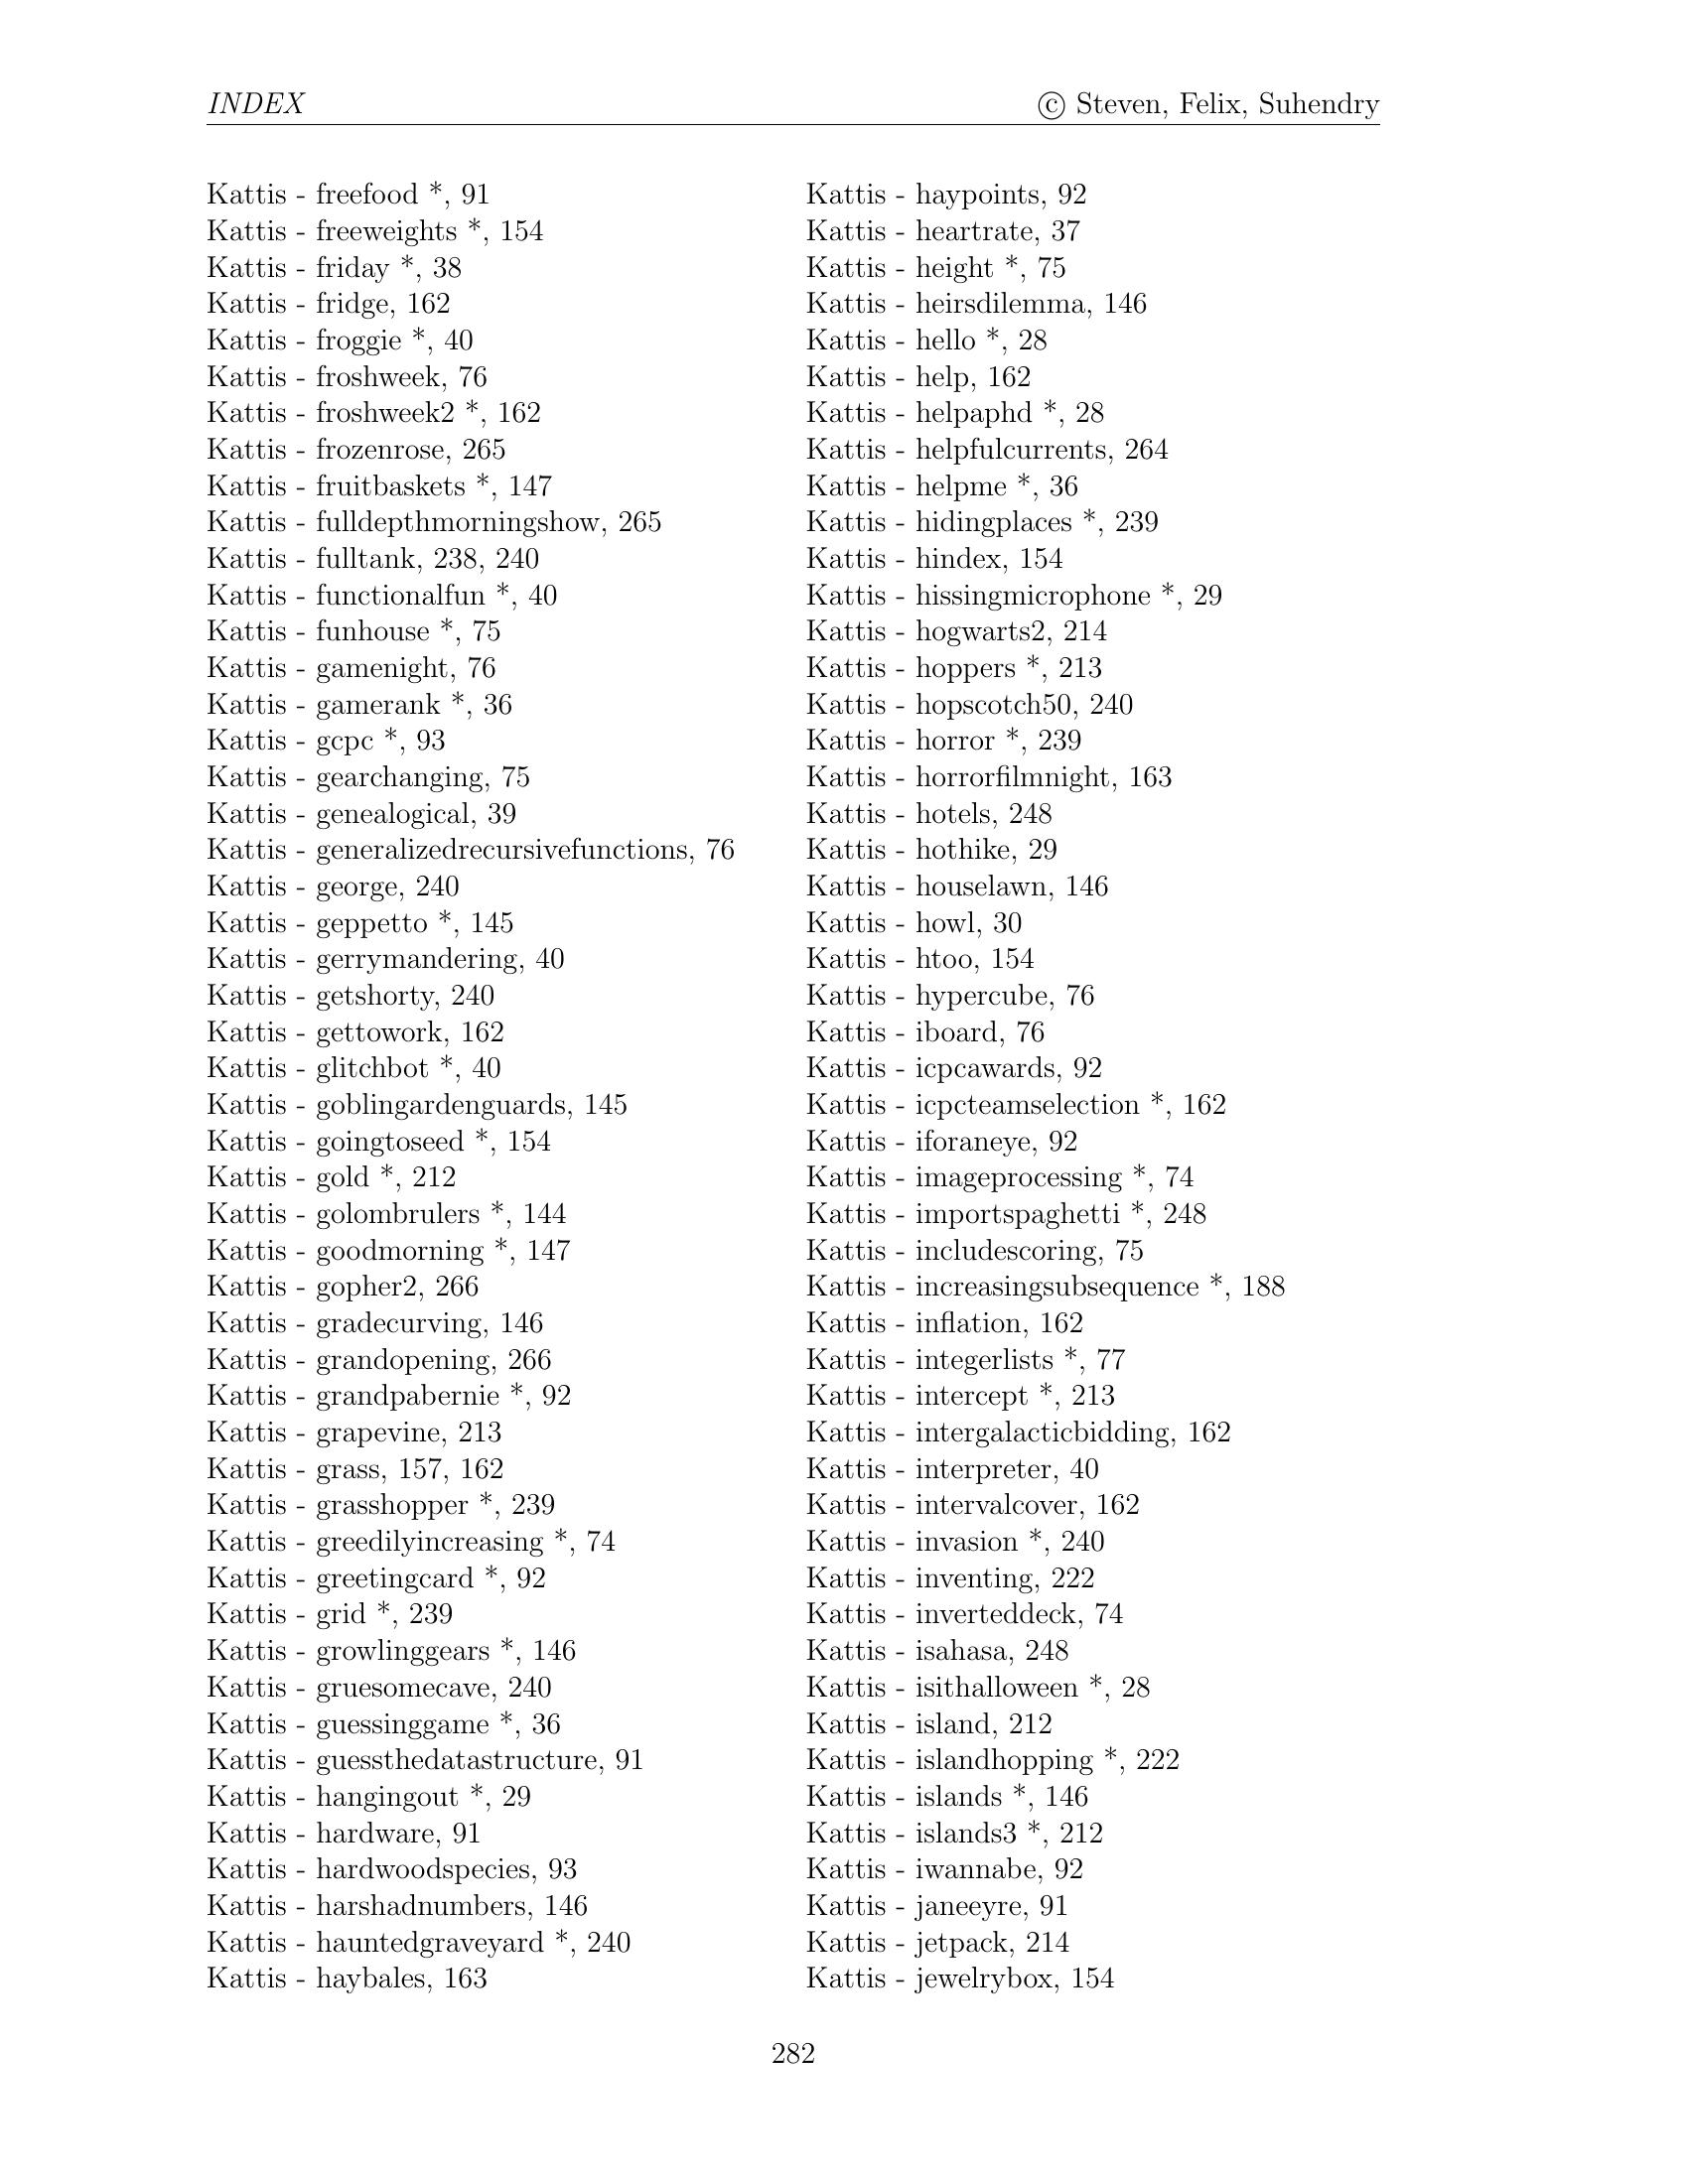 INDEX
© Steven, Felix, Suhendry
Kattis - freefood *, 91
Kattis - freeweights *, 154
Kattis - friday *, 38
Kattis - fridge, 162
Kattis - froggie *, 40
Kattis - froshweek, 76
Kattis - froshweek2 *, 162
Kattis - frozenrose, 265
Kattis - fruitbaskets *, 147
Kattis - fulldepthmorningshow, 265
Kattis - fulltank, 238, 240
Kattis - functionalfun *, 40
Kattis - funhouse *, 75
Kattis - gamenight, 76
Kattis - gamerank *, 36
Kattis - gcpc *, 93
Kattis - gearchanging, 75
Kattis - genealogical, 39
Kattis - generalizedrecursivefunctions, 76
Kattis - george, 240
Kattis - geppetto *, 145
Kattis - gerrymandering, 40
Kattis - getshorty, 240
Kattis - gettowork, 162
Kattis - glitchbot *, 40
Kattis - goblingardenguards, 145
Kattis - goingtoseed *, 154
Kattis - gold *, 212
Kattis - golombrulers *, 144
Kattis - goodmorning *, 147
Kattis - gopher2, 266
Kattis - gradecurving, 146
Kattis - grandopening, 266
Kattis - grandpabernie *, 92
Kattis - grapevine, 213
Kattis - grass, 157, 162
Kattis - grasshopper *, 239
Kattis - greedilyincreasing *, 74
Kattis - greetingcard *, 92
Kattis - grid *, 239
Kattis - growlinggears *, 146
Kattis - gruesomecave, 240
Kattis - guessinggame *, 36
Kattis - guessthedatastructure, 91
Kattis - hangingout *, 29
Kattis - hardware, 91
Kattis - hardwoodspecies, 93
Kattis - harshadnumbers, 146
Kattis - hauntedgraveyard *, 240
Kattis - haybales, 163
Kattis - haypoints, 92
Kattis - heartrate, 37
Kattis - height *, 75
Kattis - heirsdilemma, 146
Kattis - hello *, 28
Kattis - help, 162
Kattis - helpaphd *, 28
Kattis - helpfulcurrents, 264
Kattis - helpme *, 36
Kattis - hidingplaces *, 239
Kattis - hindex, 154
Kattis - hissingmicrophone *, 29
Kattis - hogwarts2, 214
Kattis - hoppers *, 213
Kattis - hopscotch50, 240
Kattis - horror *, 239
Kattis - horrorfilmnight, 163
Kattis - hotels, 248
Kattis - hothike, 29
Kattis - houselawn, 146
Kattis - howl, 30
Kattis - htoo, 154
Kattis - hypercube, 76
Kattis - iboard, 76
Kattis - icpcawards, 92
Kattis - icpcteamselection *, 162
Kattis - iforaneye, 92
Kattis - imageprocessing *, 74
Kattis - importspaghetti *, 248
Kattis - includescoring, 75
Kattis - increasingsubsequence *, 188
Kattis - inflation, 162
Kattis - integerlists *, 77
Kattis - intercept *, 213
Kattis - intergalacticbidding, 162
Kattis - interpreter, 40
Kattis - intervalcover, 162
Kattis - invasion *, 240
Kattis - inventing, 222
Kattis - inverteddeck, 74
Kattis - isahasa, 248
Kattis - isithalloween *, 28
Kattis - island, 212
Kattis - islandhopping *, 222
Kattis - islands *, 146
Kattis - islands3 *, 212
Kattis - iwannabe, 92
Kattis - janeeyre, 91
Kattis - jetpack, 214
Kattis - jewelrybox, 154
282